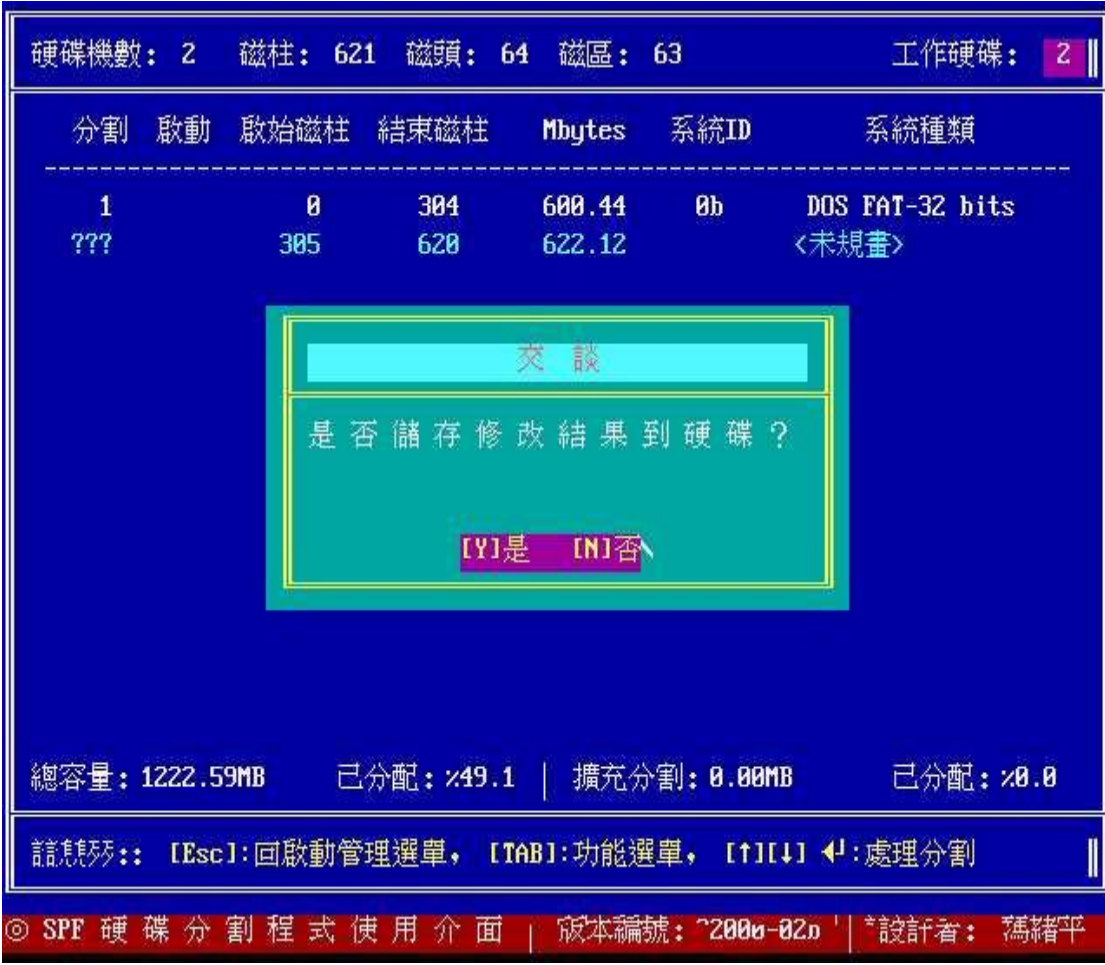 硬碟機數： 2 磁柱： 621 磁頭： 64 磁區： 63 工作硬碟： 2
分割 啟動 啟始磁柱 結束磁柱 Mbytes 系統ID 系統種類
1 0 304 600.44 0b DOS FAT-32 bits
??? 305 620 622.12 <未規畫>
交 談
是 否 儲 存 修 改 結 果 到 硬 碟 ？
[Y]是 [N]否
總容量：1222.59MB 已分配：%49.1 | 擴充分割：0.00MB 已分配：%0.0
[Esc]:回啟動管理選單， [TAB]:功能選單， [↑][↓] ↵:處理分割
◎ SPF 硬 碟 分 割 程 式 使 用 介 面 | 版本編號： | 設計者： 馮緒平